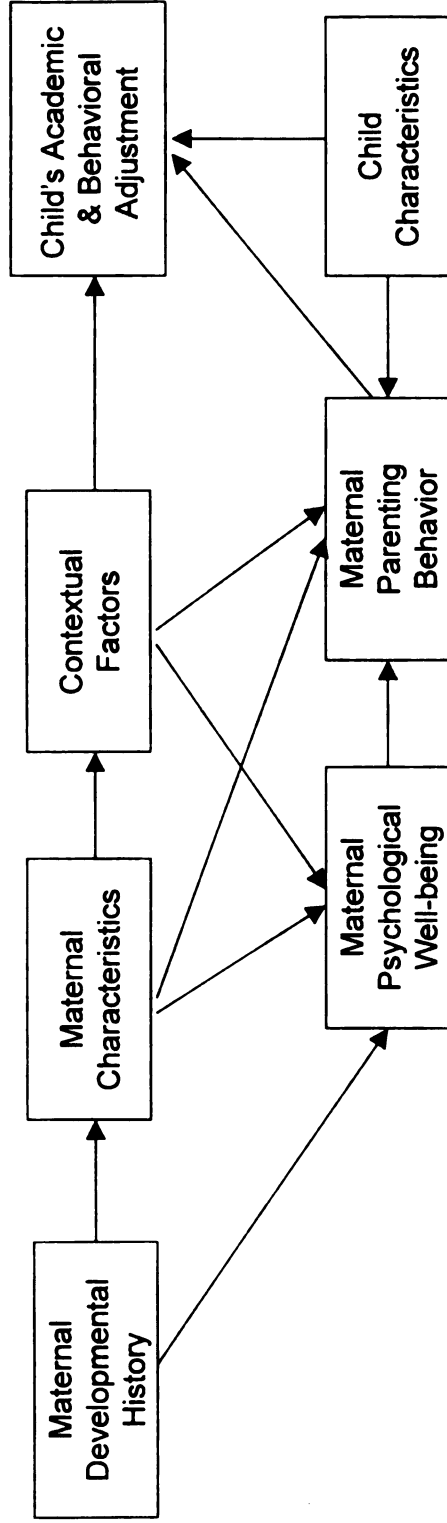 Maternal
Developmental
History
Maternal
Characteristics
Contextual
Factors
Child's Academic
& Behavioral
Adjustment
Maternal
Psychological
Well-being
Maternal
Parenting
Behavior
Child
Characteristics